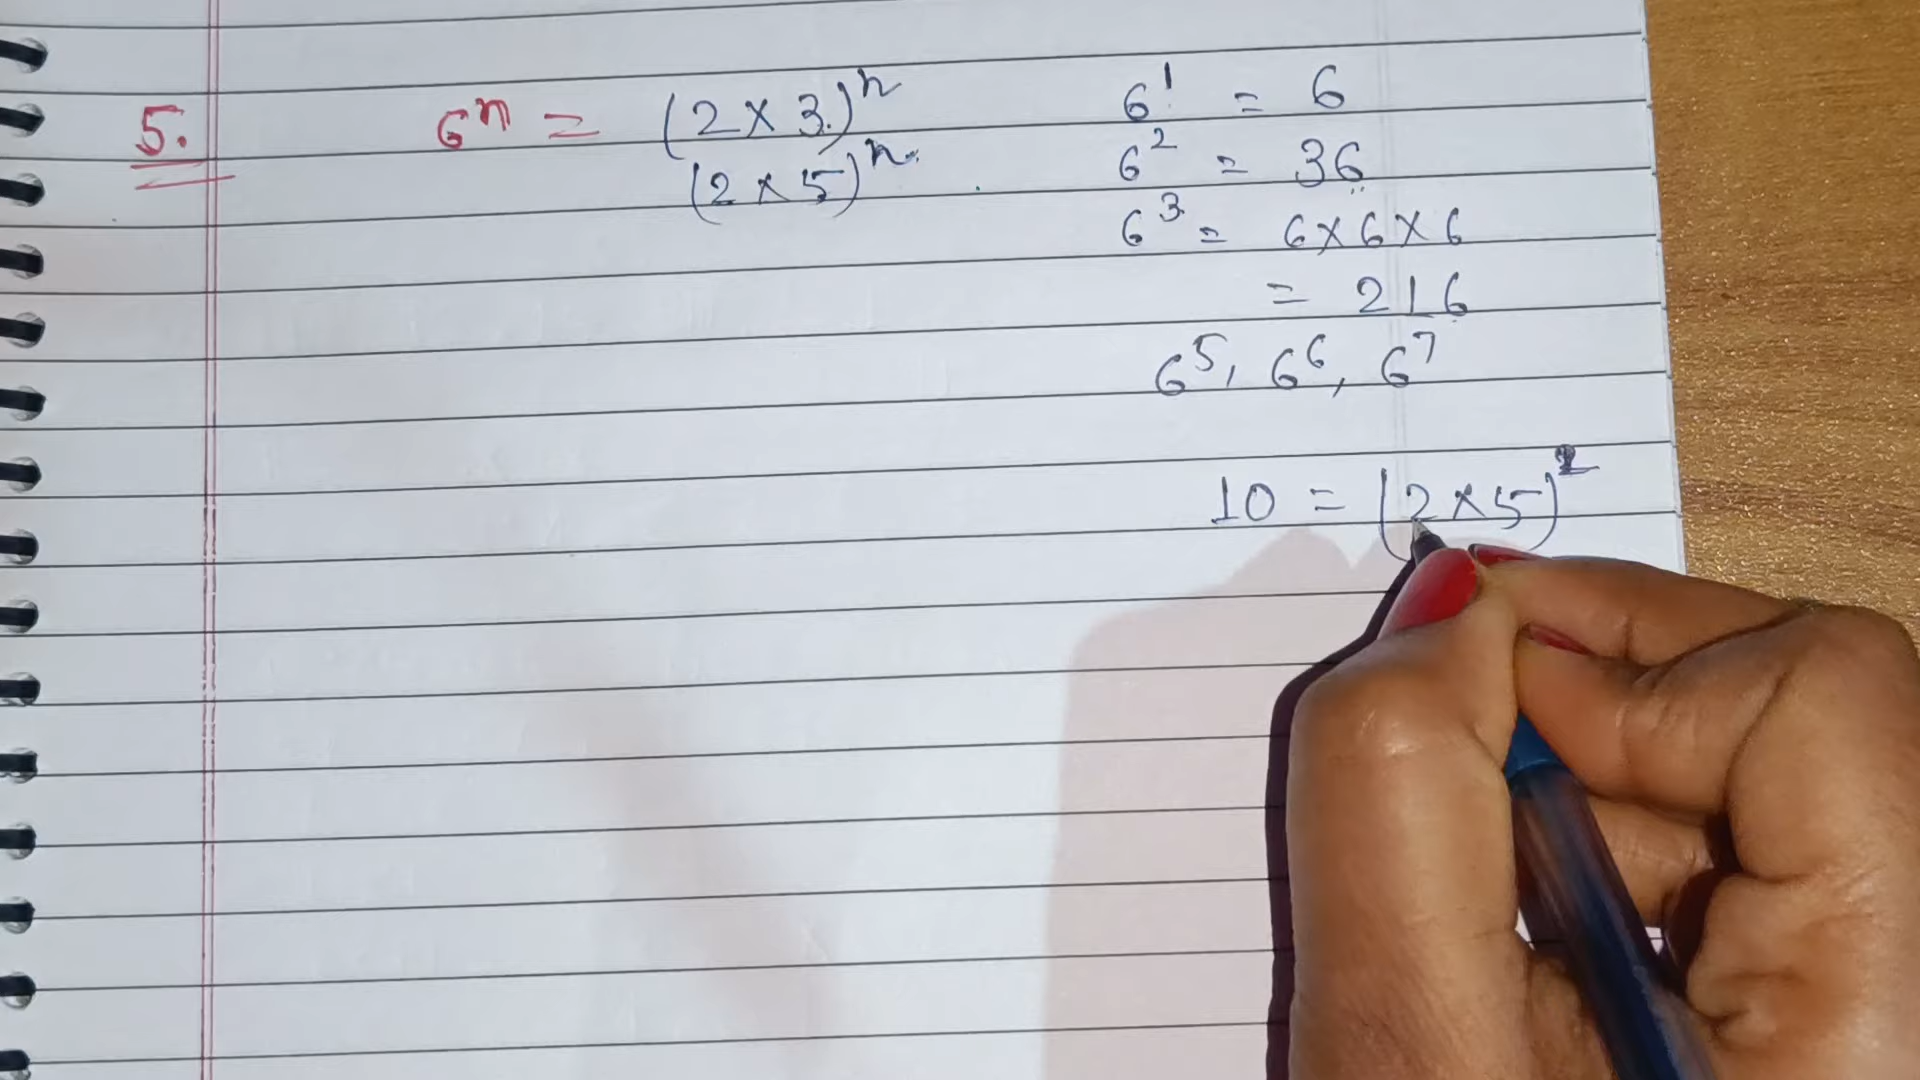 5. 6ⁿ = (2 × 3)ⁿ
(2 × 5)ⁿ
6¹ = 6
6² = 36
6³ = 6 × 6 × 6
= 216
6⁵, 6⁶, 6⁷
10 = (2 × 5)